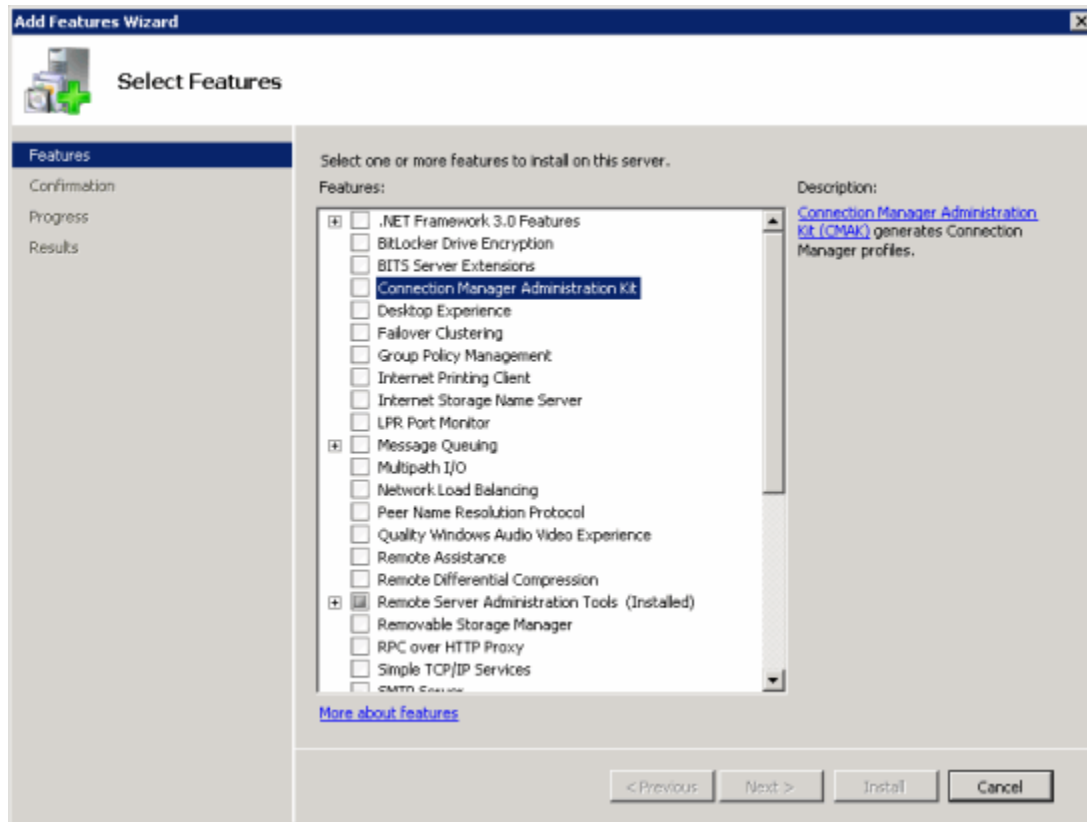 Add Features Wizard
Select Features
Features
Confirmation
Progress
Results
Select one or more features to install on this server.
Features:
.NET Framework 3.0 Features
BitLocker Drive Encryption
BITS Server Extensions
Connection Manager Administration Kit
Desktop Experience
Failover Clustering
Group Policy Management
Internet Printing Client
Internet Storage Name Server
LPR Port Monitor
Message Queuing
Multipath I/O
Network Load Balancing
Peer Name Resolution Protocol
Quality Windows Audio Video Experience
Remote Assistance
Remote Differential Compression
Remote Server Administration Tools (Installed)
Removable Storage Manager
RPC over HTTP Proxy
Simple TCP/IP Services
SMTP Server
More about features
Description:
Connection Manager Administration
Kit (CMAK) generates Connection
Manager profiles.
< Previous
Next >
Install
Cancel